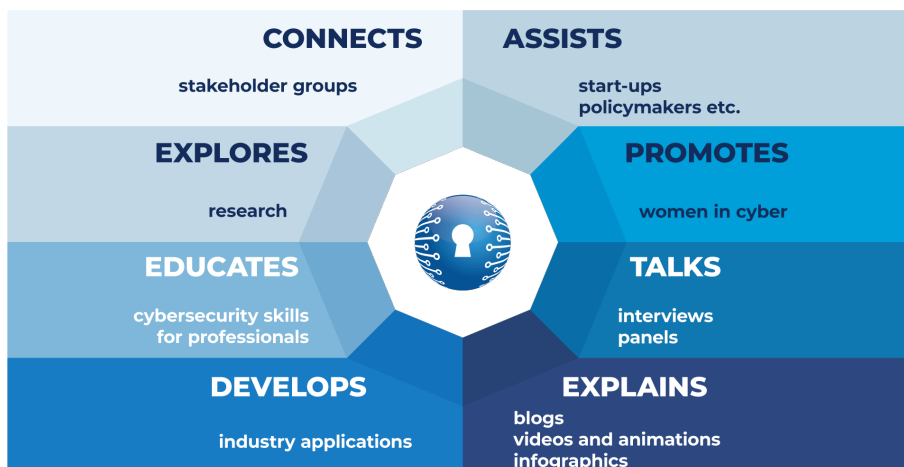 CONNECTS
stakeholder groups
ASSISTS
start-ups
policymakers etc.
EXPLORES
research
PROMOTES
women in cyber
EDUCATES
cybersecurity skills
for professionals
TALKS
interviews
panels
DEVELOPS
industry applications
EXPLAINS
blogs
videos and animations
infographics